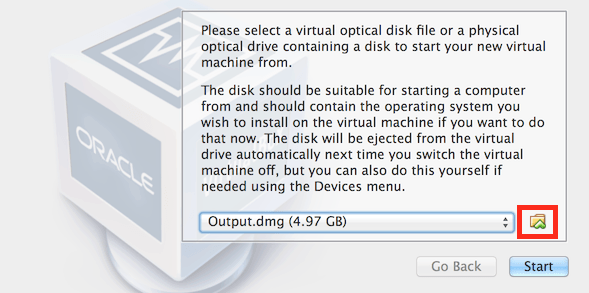 Please select a virtual optical disk file or a physical
optical drive containing a disk to start your new virtual
machine from.
The disk should be suitable for starting a computer
from and should contain the operating system you
wish to install on the virtual machine if you want to do
that now. The disk will be ejected from the virtual
drive automatically next time you switch the virtual
machine off, but you can also do this yourself if
needed using the Devices menu.
ORACLE
Output.dmg (4.97 GB)
Go Back
Start